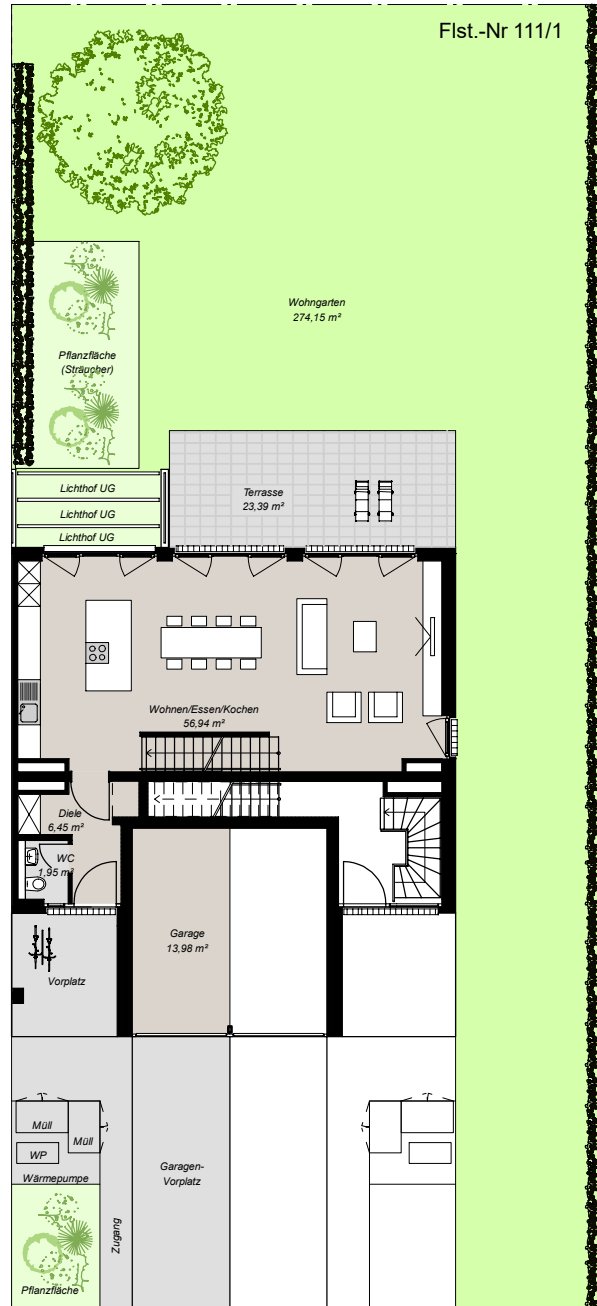 Flst.-Nr 111/1
Wohngarten
274,15 m²
Pflanzfläche
(Sträucher)
Lichthof UG
Lichthof UG
Lichthof UG
Terrasse
23,39 m²
Wohnen/Essen/Kochen
56,94 m²
Diele
6,45 m²
WC
1,95 m²
Garage
13,98 m²
Vorplatz
Müll
Müll
WP
Wärmepumpe
Garagen-
Vorplatz
Zugang
Pflanzfläche